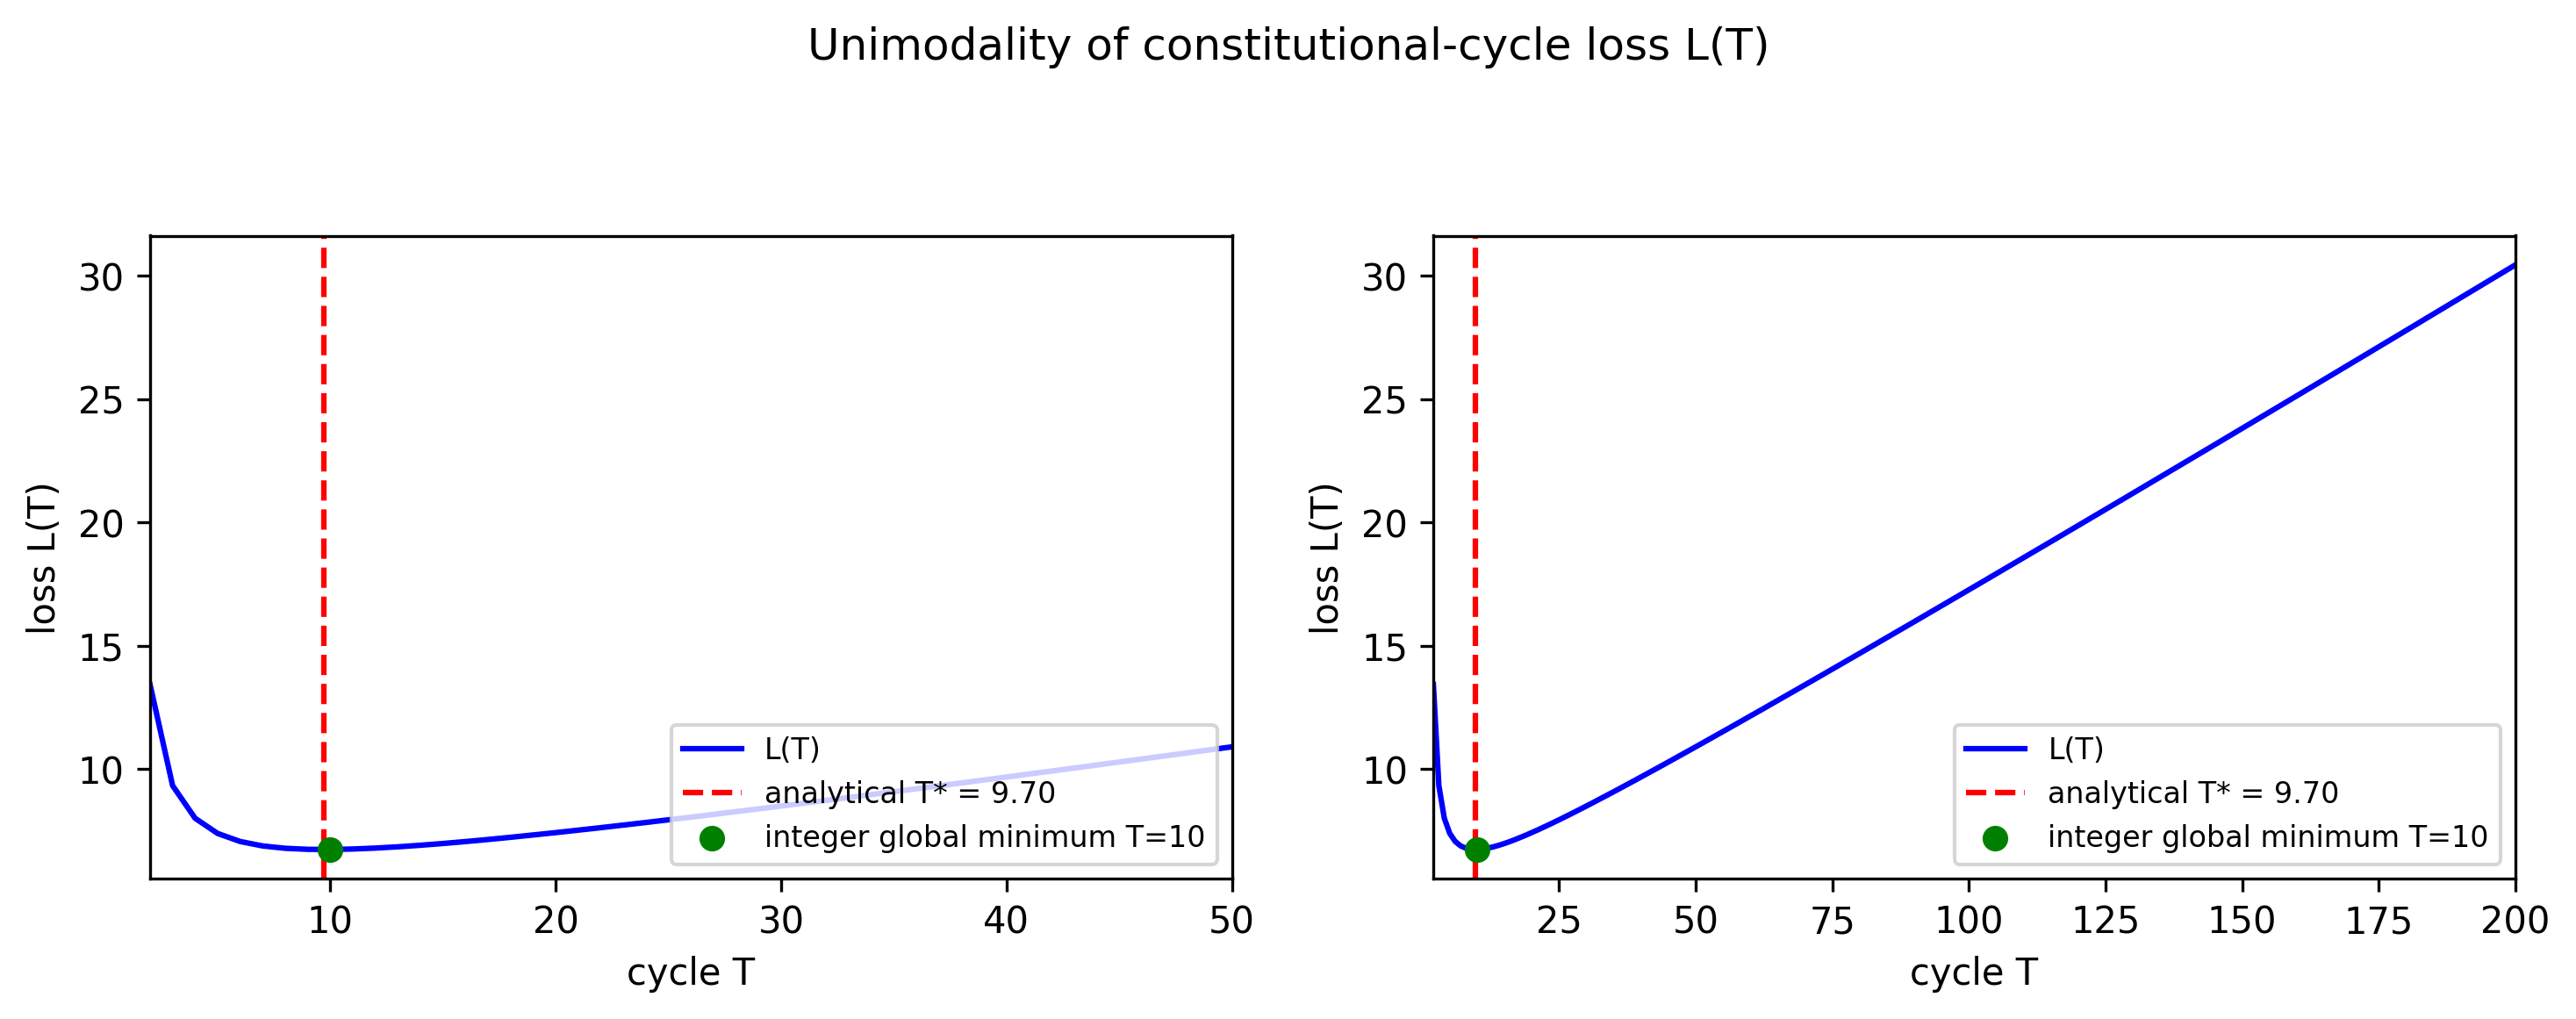 Unimodality of constitutional-cycle loss L(T)
30
25
20
15
10
loss L(T)
L(T)
analytical T* = 9.70
integer global minimum T=10
10 20 30 40 50
cycle T
30
25
20
15
10
loss L(T)
L(T)
analytical T* = 9.70
integer global minimum T=10
25 50 75 100 125 150 175 200
cycle T